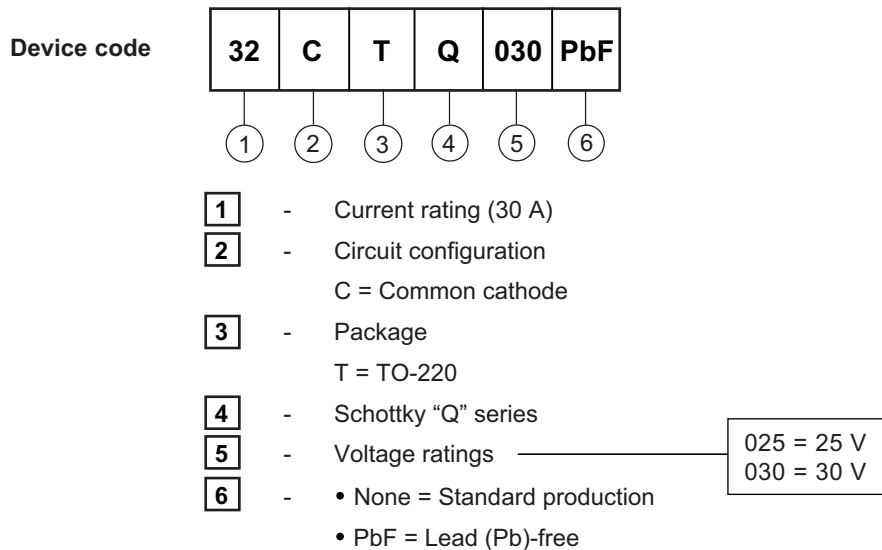 Device code
32 C T Q 030 PbF
1 2 3 4 5 6
1 - Current rating (30 A)
2 - Circuit configuration
C = Common cathode
3 - Package
T = TO-220
4 - Schottky “Q” series
5 - Voltage ratings
025 = 25 V
030 = 30 V
6 - • None = Standard production
• PbF = Lead (Pb)-free